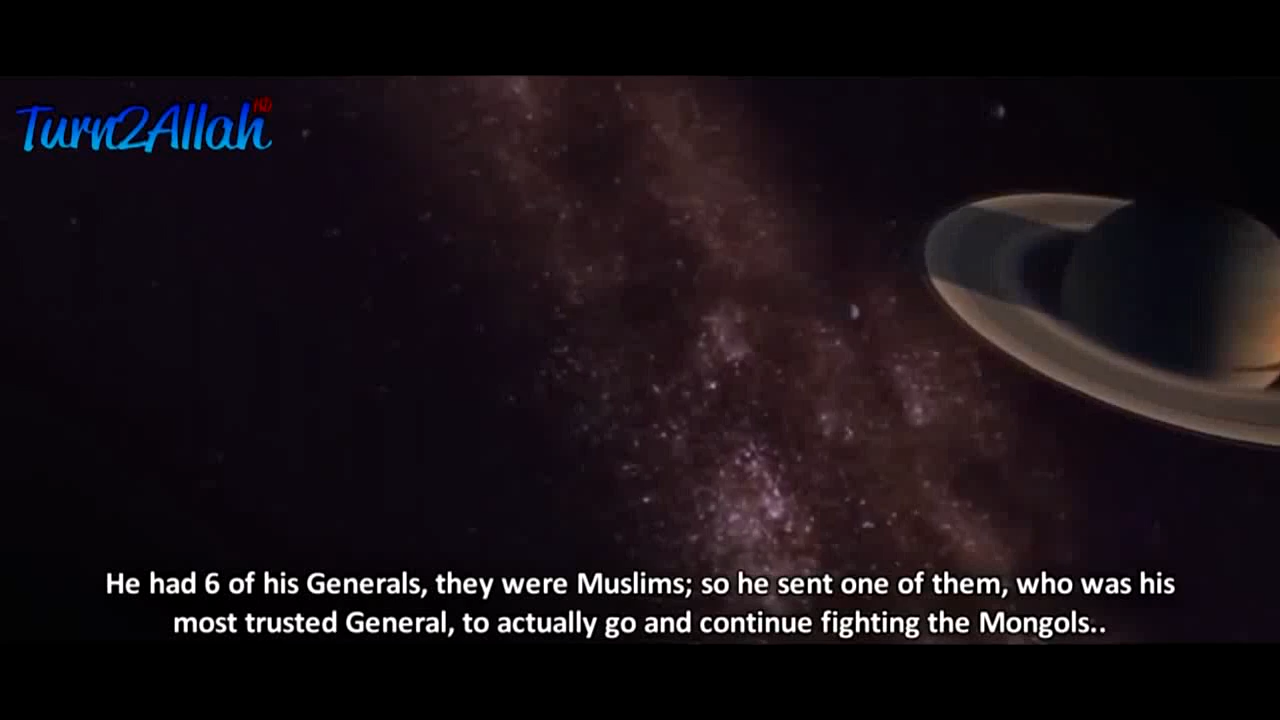 Turn2Allah HD
He had 6 of his Generals, they were Muslims; so he sent one of them, who was his
most trusted General, to actually go and continue fighting the Mongols..